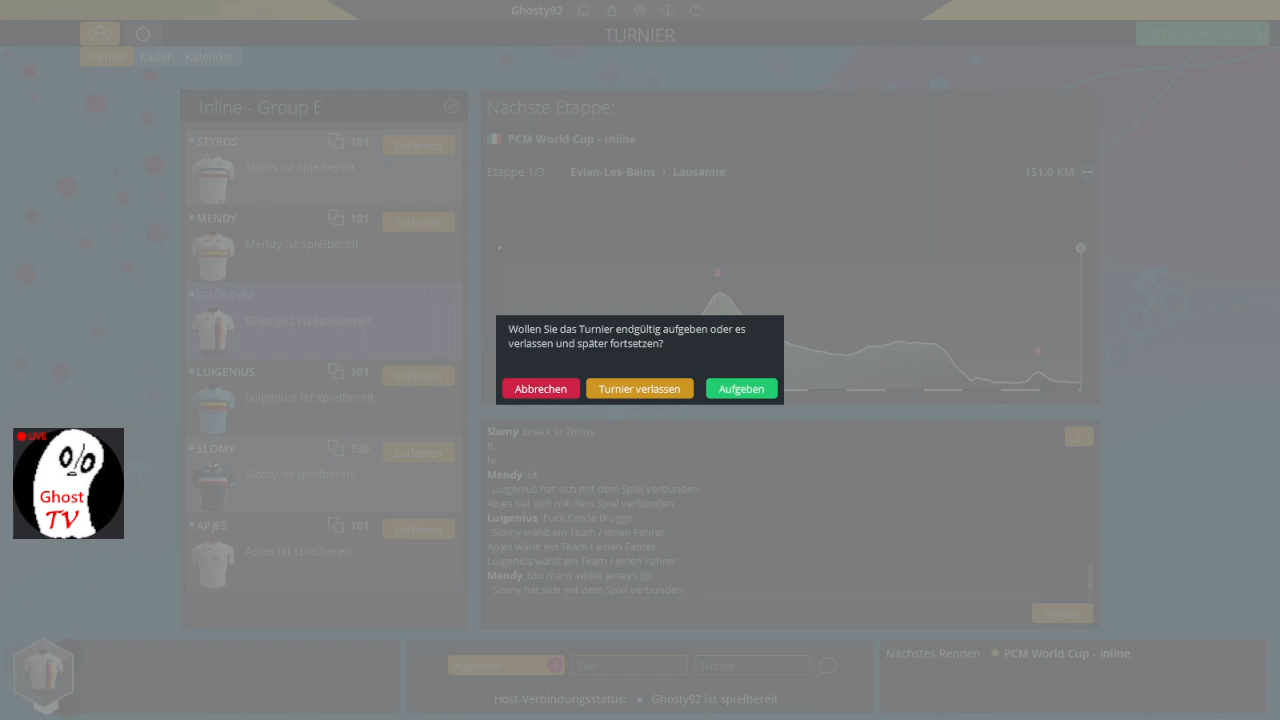 Ghosty92
TURNIER
Turnier Kader Kalender
Inline - Group E
STYROS 101 Entfernen
Styros ist spielbereit
MENDY 101 Entfernen
Mendy ist spielbereit
GHOSTY92
Ghosty92 ist spielbereit
LUIGENIUS 101 Entfernen
Luigenius ist spielbereit
SLOMY 136 Entfernen
Slomy ist spielbereit
APJES 101 Entfernen
Apjes ist spielbereit
Nächste Etappe:
PCM World Cup - Inline
Etappe 1/3 Evian-Les-Bains › Lausanne 151.0 KM
Wollen Sie das Turnier endgültig aufgeben oder es
verlassen und später fortsetzen?
Abbrechen Turnier verlassen Aufgeben
Slomy bnack in 2mins
h
hi
Mendy slt
Luigenius hat sich mit dem Spiel verbunden
Apjes hat sich mit dem Spiel verbunden
Luigenius Fuck Cercle Brugge
Slomy wählt ein Team / einen Fahrer
Apjes wählt ein Team / einen Fahrer
Luigenius wählt ein Team / einen Fahrer
Mendy too many white jerseys :(((
Slomy hat sich mit dem Spiel verbunden
Senden
LIVE
Ghost
TV
Allgemein 6 Clan Turnier
Host-Verbindungsstatus: Ghosty92 ist spielbereit
Nächstes Rennen PCM World Cup - Inline